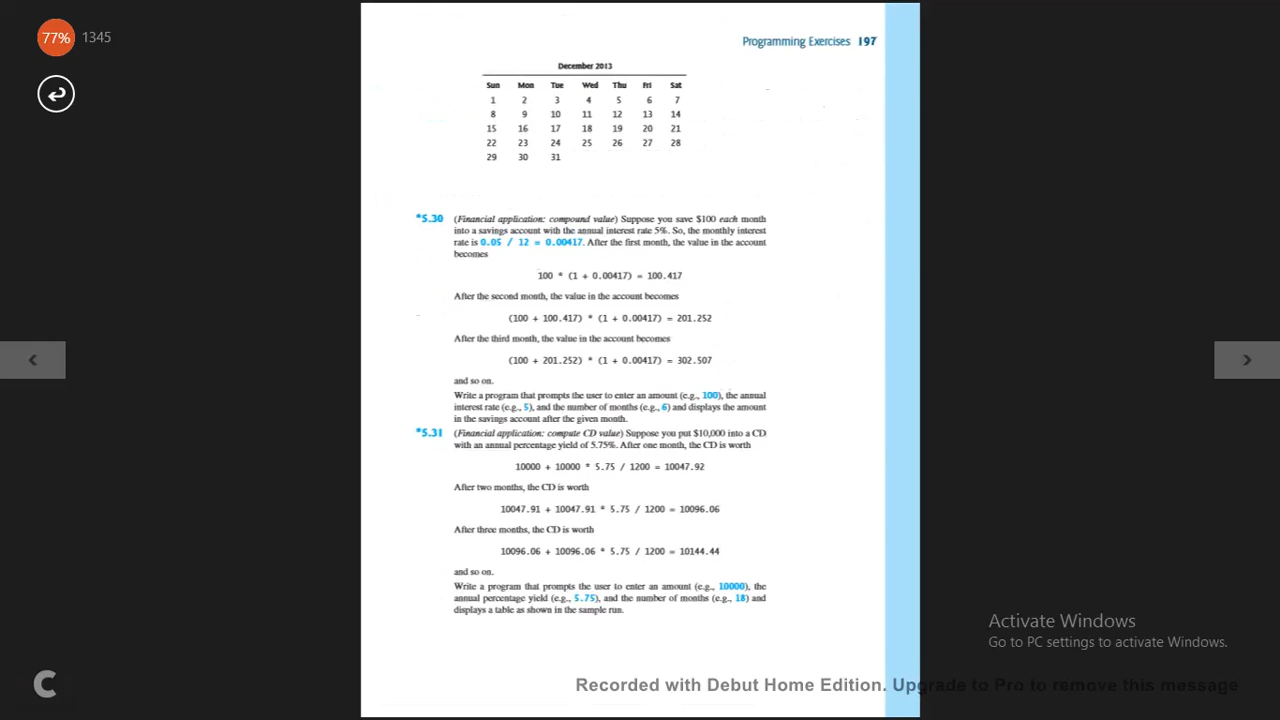 77% 1345
Programming Exercises 197
December 2013
Sun Mon Tue Wed Thu Fri Sat
1 2 3 4 5 6 7
8 9 10 11 12 13 14
15 16 17 18 19 20 21
22 23 24 25 26 27 28
29 30 31
*5.30 (Financial application: compound value) Suppose you save $100 each month
into a savings account with the annual interest rate 5%. So, the monthly interest
rate is 0.05 / 12 = 0.00417. After the first month, the value in the account
becomes
100 * (1 + 0.00417) = 100.417
After the second month, the value in the account becomes
(100 + 100.417) * (1 + 0.00417) = 201.252
After the third month, the value in the account becomes
(100 + 201.252) * (1 + 0.00417) = 302.507
and so on.
Write a program that prompts the user to enter an amount (e.g., 100), the annual
interest rate (e.g., 5), and the number of months (e.g., 6) and displays the amount
in the savings account after the given month.
*5.31 (Financial application: compute CD value) Suppose you put $10,000 into a CD
with an annual percentage yield of 5.75%. After one month, the CD is worth
10000 + 10000 * 5.75 / 1200 = 10047.92
After two months, the CD is worth
10047.91 + 10047.91 * 5.75 / 1200 = 10096.06
After three months, the CD is worth
10096.06 + 10096.06 * 5.75 / 1200 = 10144.44
and so on.
Write a program that prompts the user to enter an amount (e.g., 10000), the
annual percentage yield (e.g., 5.75), and the number of months (e.g., 18) and
displays a table as shown in the sample run.
Activate Windows
Go to PC settings to activate Windows.
Recorded with Debut Home Edition. Upgrade to Pro to remove this message